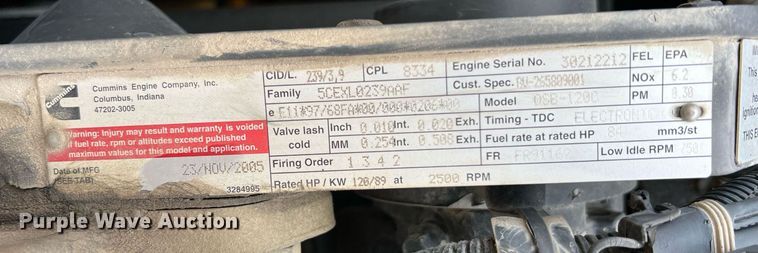 Cummins
Cummins Engine Company, Inc.
Columbus, Indiana
47202-3005
Warning: Injury may result and warranty is voided
if fuel rate, rpm or altitudes exceed published
maximum values for this model and application.
Date of MFG
(SEE TAB)
23/NOV/2005
3284995
CID/L. 239/3,9 CPL 8334 Engine Serial No. 30212212 FEL EPA
Family 5CEXL0239AAF Cust. Spec. NOx 6.2
Model PM 0.30
Valve lash cold Inch 0.010 Int. 0.020 Exh. Timing - TDC ELECTRONIC
MM 0.254 Int. 0.508 Exh. Fuel rate at rated HP 84 mm3/st
Firing Order 1 3 4 2 FR Low Idle RPM
Rated HP / KW 120/89 at 2500 RPM
Purple Wave Auction